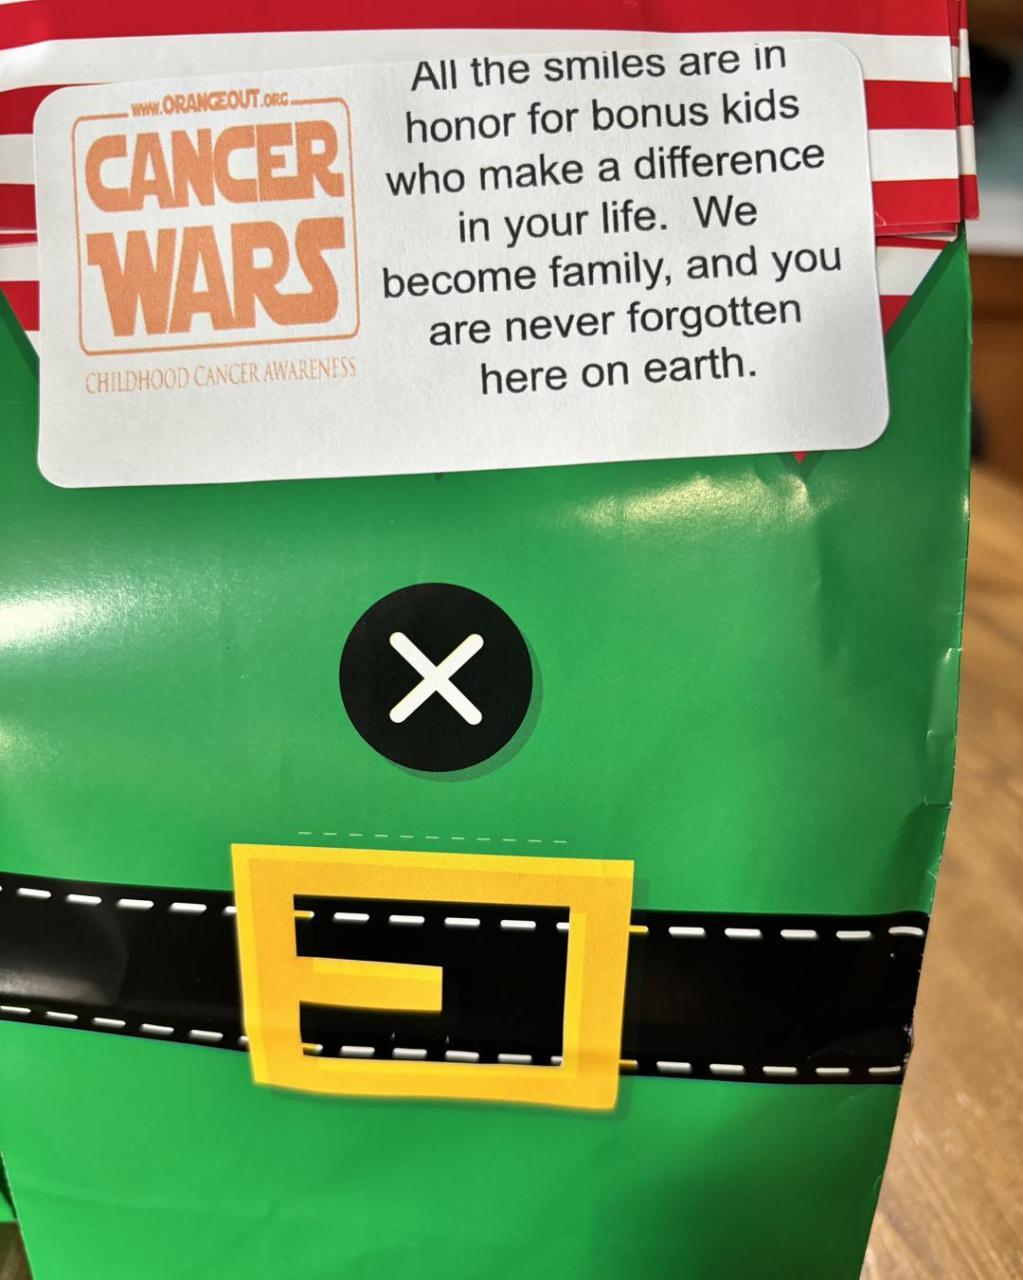 www.ORANGEOUT.ORG
CANCER
WARS
CHILDHOOD CANCER AWARENESS
All the smiles are in
honor for bonus kids
who make a difference
in your life. We
become family, and you
are never forgotten
here on earth.